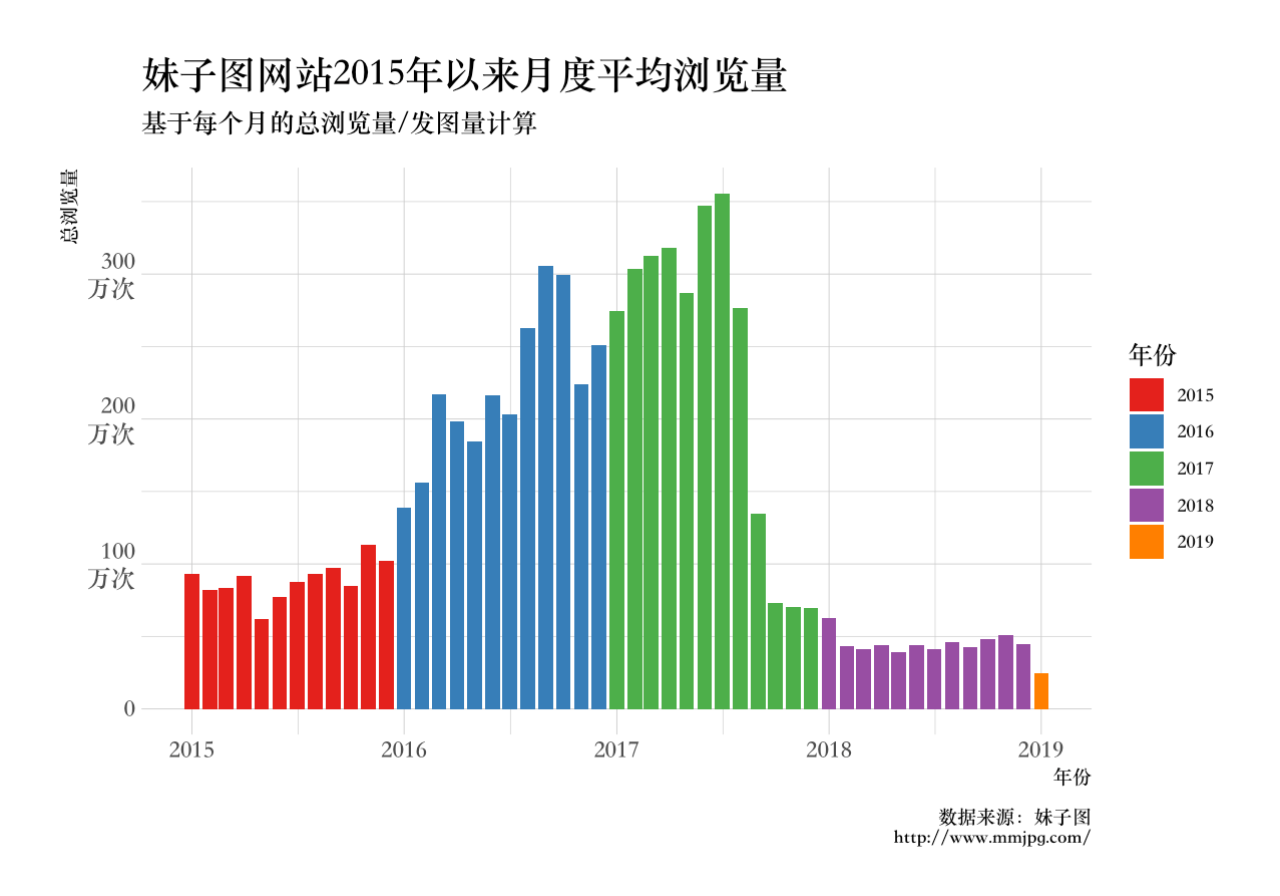 妹子图网站2015年以来月度平均浏览量
基于每个月的总浏览量/发图量计算
总浏览量
300
万次
200
万次
100
万次
0
2015
2016
2017
2018
2019
年份
年份
2015
2016
2017
2018
2019
数据来源：妹子图
http://www.mmjpg.com/